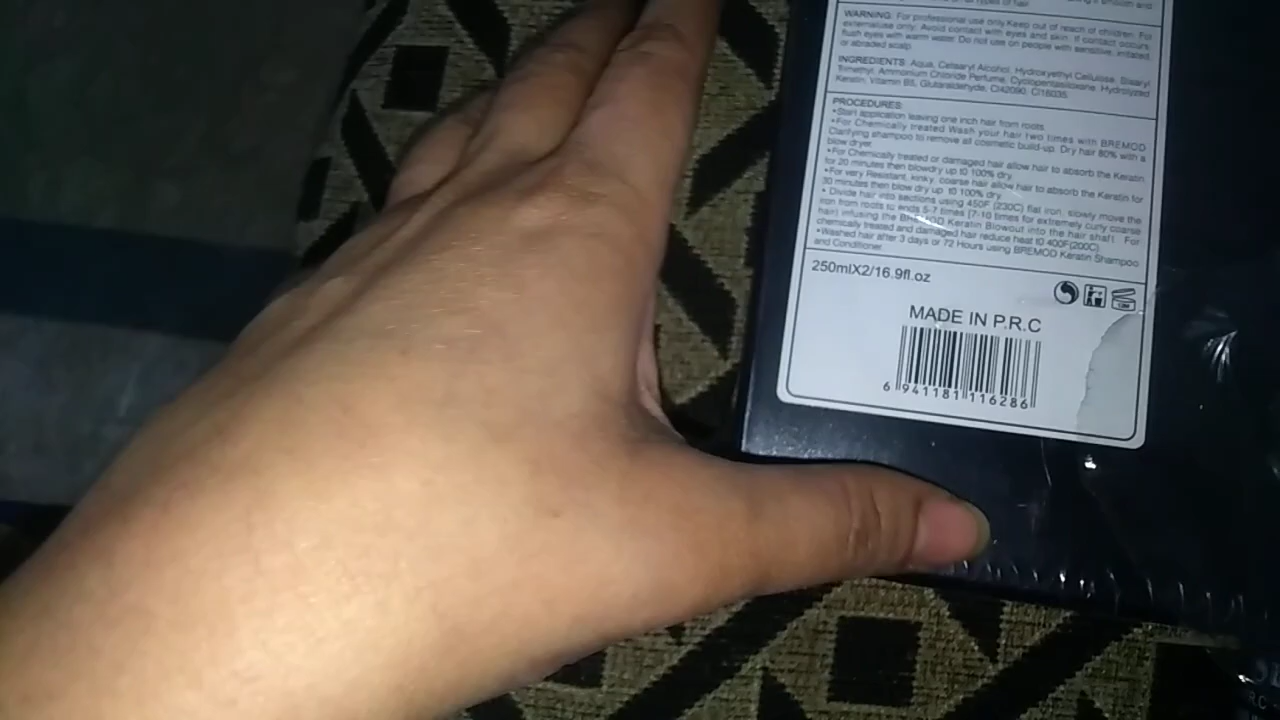 smooth and
types of hair
WARNING: For professional use only.Keep out of reach of children. For
external use only. Avoid contact with eyes and skin. If contact occurs,
flush eyes with warm water. Do not use on people with sensitive, irritated
or abraded scalp.
INGREDIENTS: Aqua, Cetearyl Alcohol, Hydroxyethyl Cellulose, Stearyl
Trimethyl, Ammonium Chloride Perfume, Cyclopentasiloxane, Hydrolyzed
Keratin, Vitamin B5, Glutaraldehyde, CI42090, CI16035.
PROCEDURES:
•Start application leaving one inch hair from roots.
•For Chemically treated Wash your hair two times with BREMOD
Clarifying shampoo to remove all cosmetic build-up. Dry hair 80% with a
blow dryer.
•For Chemically treated or damaged hair allow hair to absorb the Keratin
for 20 minutes then blowdry up t0 100% dry.
•For very Resistant, kinky, coarse hair allow hair to absorb the Keratin for
30 minutes then blow dry up t0 100% dry.
• Divide hair into sections using 450F (230C) flat iron, slowly move the
iron from roots to ends 5-7 times [7-10 times for extremely curly coarse
hair) infusing the BREMOD Keratin Blowout into the hair shaft. For
chemically treated and damaged hair reduce heat t0 400F(200C).
•Washed hair after 3 days or 72 Hours using BREMOD Keratin Shampoo
and Conditioner.
250mlX2/16.9fl.oz
12M
MADE IN P.R.C
6 941181 116286